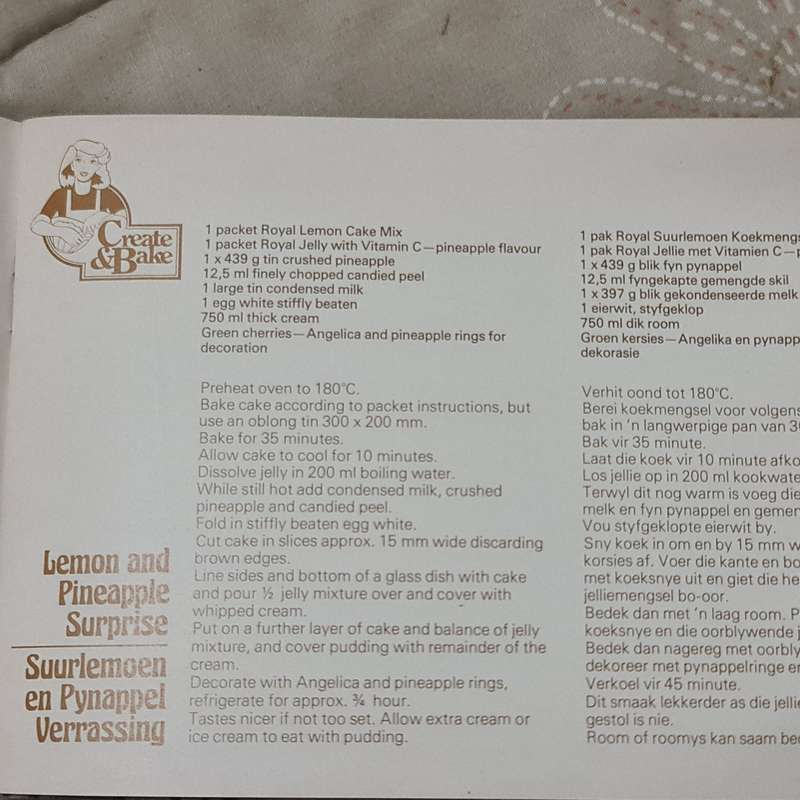 Create
& Bake
1 packet Royal Lemon Cake Mix
1 packet Royal Jelly with Vitamin C—pineapple flavour
1 x 439 g tin crushed pineapple
12,5 ml finely chopped candied peel
1 large tin condensed milk
1 egg white stiffly beaten
750 ml thick cream
Green cherries—Angelica and pineapple rings for
decoration
Preheat oven to 180°C.
Bake cake according to packet instructions, but
use an oblong tin 300 x 200 mm.
Bake for 35 minutes.
Allow cake to cool for 10 minutes.
Dissolve jelly in 200 ml boiling water.
While still hot add condensed milk, crushed
pineapple and candied peel.
Fold in stiffly beaten egg white.
Cut cake in slices approx. 15 mm wide discarding
brown edges.
Line sides and bottom of a glass dish with cake
and pour ½ jelly mixture over and cover with
whipped cream.
Put on a further layer of cake and balance of jelly
mixture, and cover pudding with remainder of the
cream.
Decorate with Angelica and pineapple rings,
refrigerate for approx. ¾ hour.
Tastes nicer if not too set. Allow extra cream or
ice cream to eat with pudding.
Lemon and
Pineapple
Surprise
Suurlemoen
en Pynappel
Verrassing
1 pak Royal Suurlemoen
1 pak Royal Jellie met Vitamien C—
1 x 439 g blik fyn pynappel
12,5 ml fyngekapte gemengde skil
1 x 397 g blik gekondenseerde melk
1 eierwit, styfgeklop
750 ml dik room
Groen kersies—Angelika en
dekorasie
Verhit oond tot 180°C.
Berei koekmengsel voor
bak in 'n langwerpige pan van
Bak vir 35 minute.
Laat die koek vir 10 minute
Los jellie op in 200 ml
Terwyl dit nog warm is voeg die
melk en fyn pynappel en
Vou styfgeklopte eierwit by.
Sny koek in om en by 15 mm
korsies af. Voer die kante en
met koeksnye uit en giet die
jelliemengsel bo-oor.
Bedek dan met 'n laag room.
koeksnye en die oorblywende
Bedek dan nagereg met
dekoreer met pynappelringe
Verkoel vir 45 minute.
Dit smaak lekkerder as die
gestol is nie.
Room of roomys kan saam